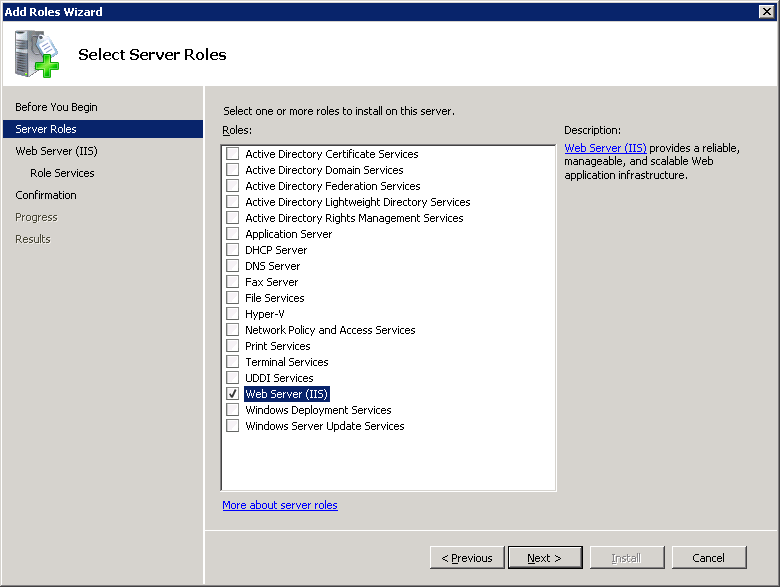 Add Roles Wizard
Select Server Roles
Before You Begin
Server Roles
Web Server (IIS)
Role Services
Confirmation
Progress
Results
Select one or more roles to install on this server.
Roles:
Active Directory Certificate Services
Active Directory Domain Services
Active Directory Federation Services
Active Directory Lightweight Directory Services
Active Directory Rights Management Services
Application Server
DHCP Server
DNS Server
Fax Server
File Services
Hyper-V
Network Policy and Access Services
Print Services
Terminal Services
UDDI Services
Web Server (IIS)
Windows Deployment Services
Windows Server Update Services
More about server roles
Description:
Web Server (IIS) provides a reliable,
manageable, and scalable Web
application infrastructure.
< Previous
Next >
Install
Cancel